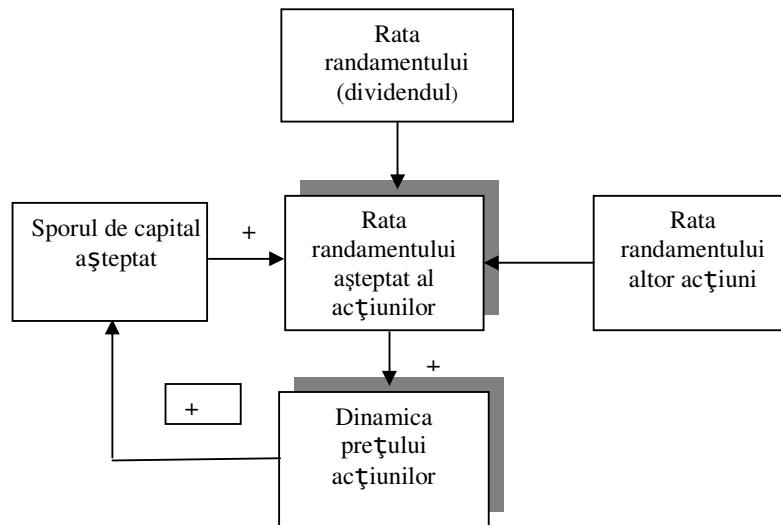 Rata
randamentului
(dividendul)
Sporul de capital
aşteptat
+
Rata
randamentului
aşteptat al
acţiunilor
Rata
randamentului
altor acţiuni
+
+
Dinamica
preţului
acţiunilor